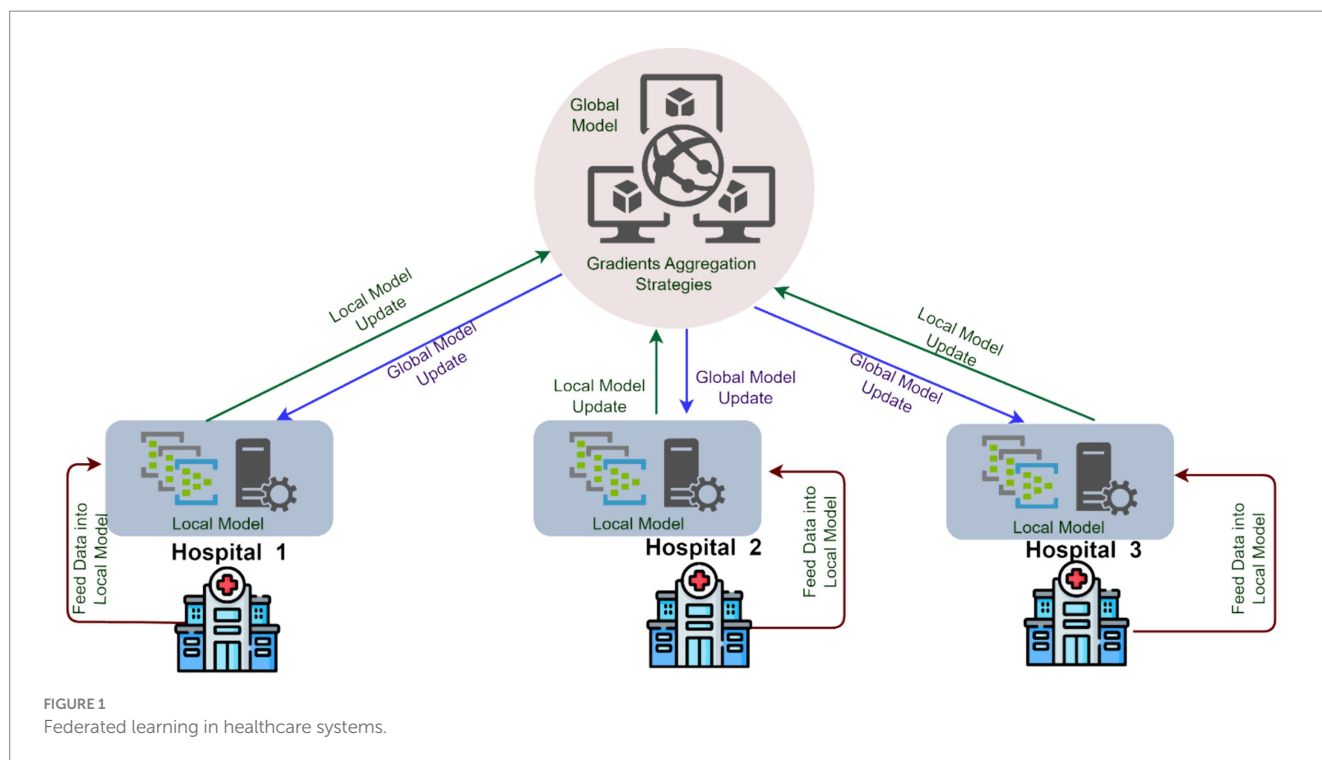 Global
Model
Gradients Aggregation
Strategies
Local Model
Update
Global Model
Update
Local Model
Update
Global Model
Update
Global Model
Update
Local Model
Update
Feed Data into
Local Model
Local Model
Hospital 1
Local Model
Hospital 2
Feed Data into
Local Model
Local Model
Hospital 3
Feed Data into
Local Model
FIGURE 1
Federated learning in healthcare systems.